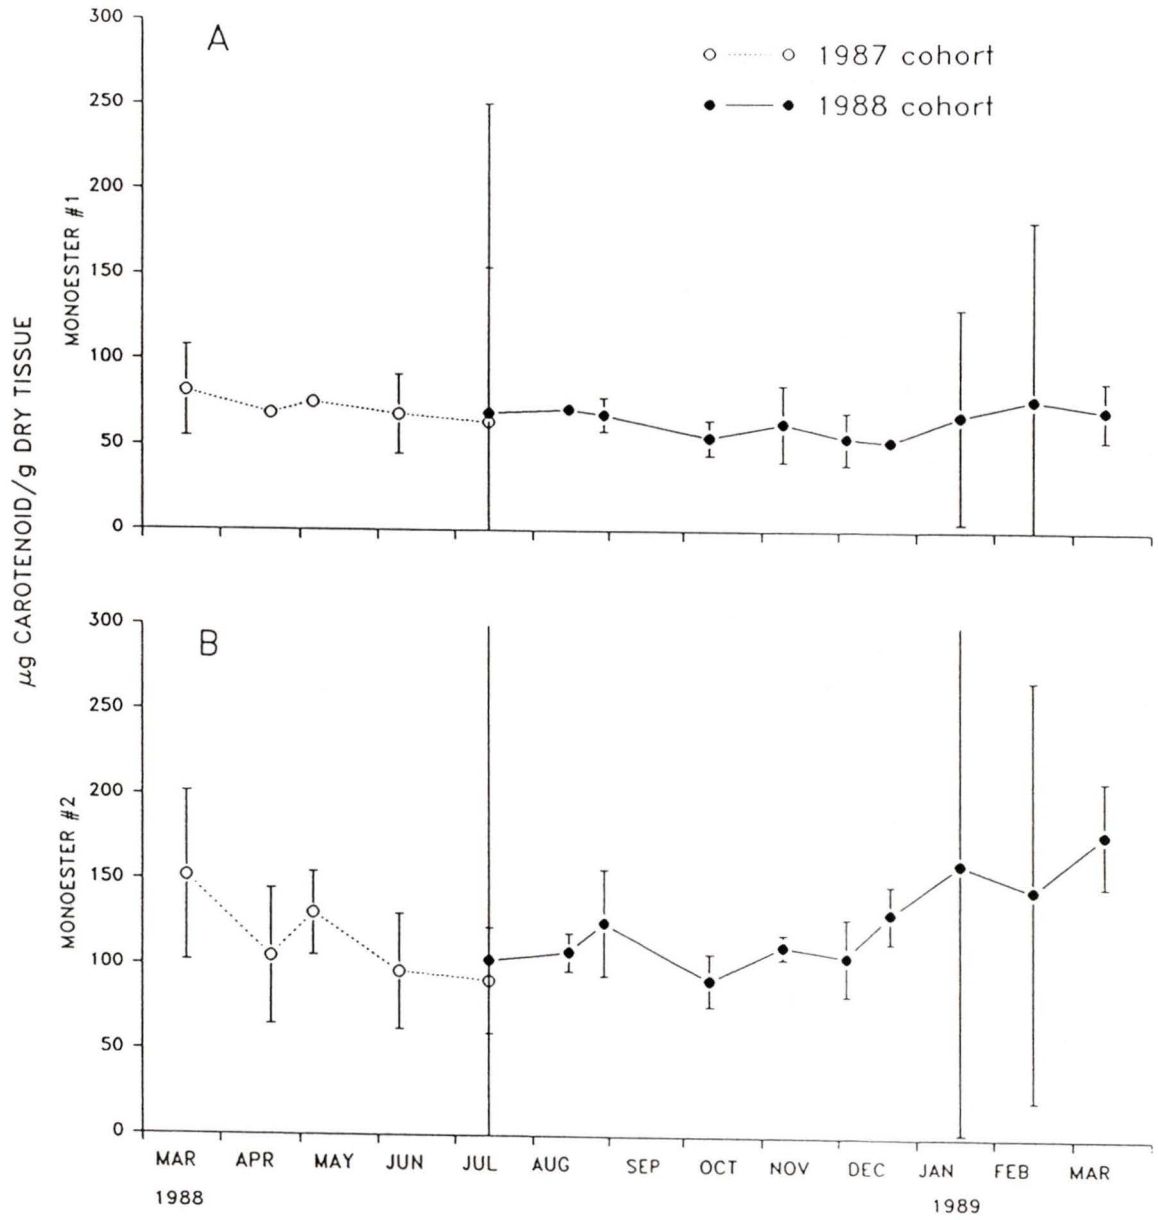 A
1987 cohort
1988 cohort
300
250
200
150
100
50
0
MONOESTER #1
µg CAROTENOID/g DRY TISSUE
B
300
250
200
150
100
50
0
MONOESTER #2
MAR APR MAY JUN JUL AUG SEP OCT NOV DEC JAN FEB MAR
1988 1989